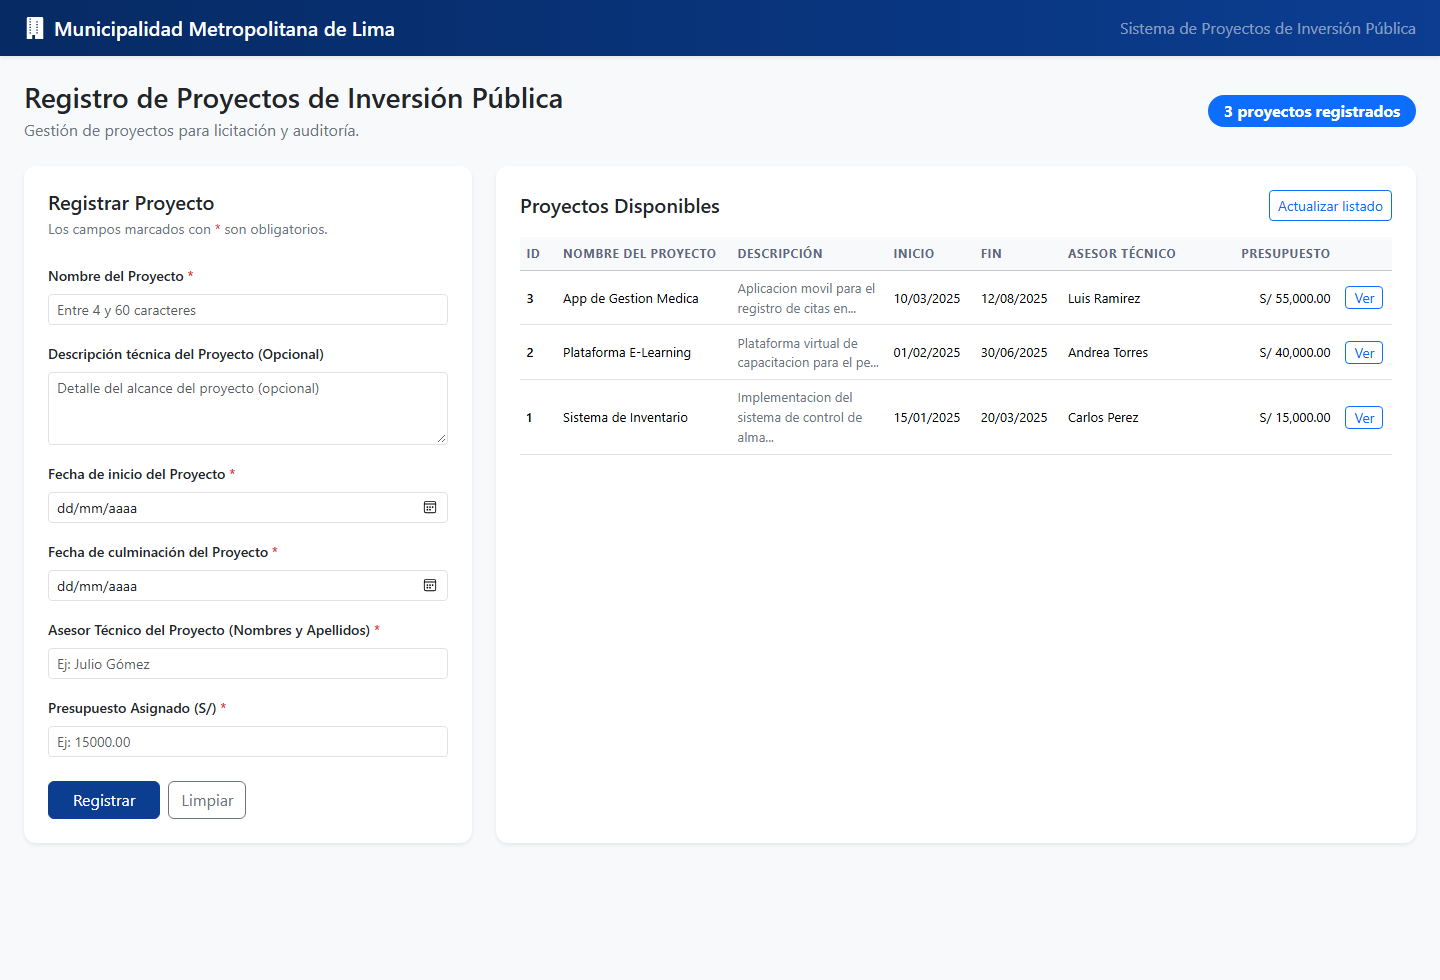 Municipalidad Metropolitana de Lima
Sistema de Proyectos de Inversión Pública
Registro de Proyectos de Inversión Pública
Gestión de proyectos para licitación y auditoría.
3 proyectos registrados
Registrar Proyecto
Los campos marcados con * son obligatorios.
Nombre del Proyecto *
Entre 4 y 60 caracteres
Descripción técnica del Proyecto (Opcional)
Detalle del alcance del proyecto (opcional)
Fecha de inicio del Proyecto *
dd/mm/aaaa
Fecha de culminación del Proyecto *
dd/mm/aaaa
Asesor Técnico del Proyecto (Nombres y Apellidos) *
Ej: Julio Gómez
Presupuesto Asignado (S/) *
Ej: 15000.00
Registrar Limpiar
Proyectos Disponibles
Actualizar listado
ID NOMBRE DEL PROYECTO DESCRIPCIÓN INICIO FIN ASESOR TÉCNICO PRESUPUESTO
3 App de Gestion Medica Aplicacion movil para el
registro de citas en... 10/03/2025 12/08/2025 Luis Ramirez S/ 55,000.00 Ver
2 Plataforma E-Learning Plataforma virtual de
capacitacion para el pe... 01/02/2025 30/06/2025 Andrea Torres S/ 40,000.00 Ver
1 Sistema de Inventario Implementacion del
sistema de control de
alma... 15/01/2025 20/03/2025 Carlos Perez S/ 15,000.00 Ver